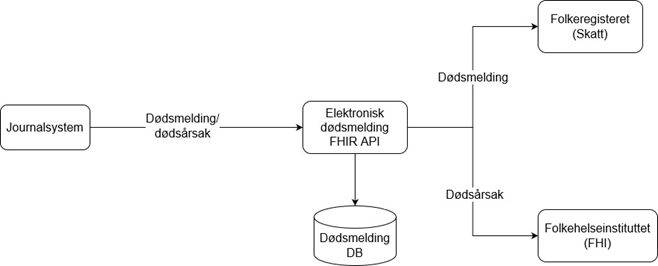 Journalsystem
Dødsmelding/
dødsårsak
Elektronisk
dødsmelding
FHIR API
Dødsmelding
DB
Dødsmelding
Folkeregisteret
(Skatt)
Dødsårsak
Folkehelseinstituttet
(FHI)